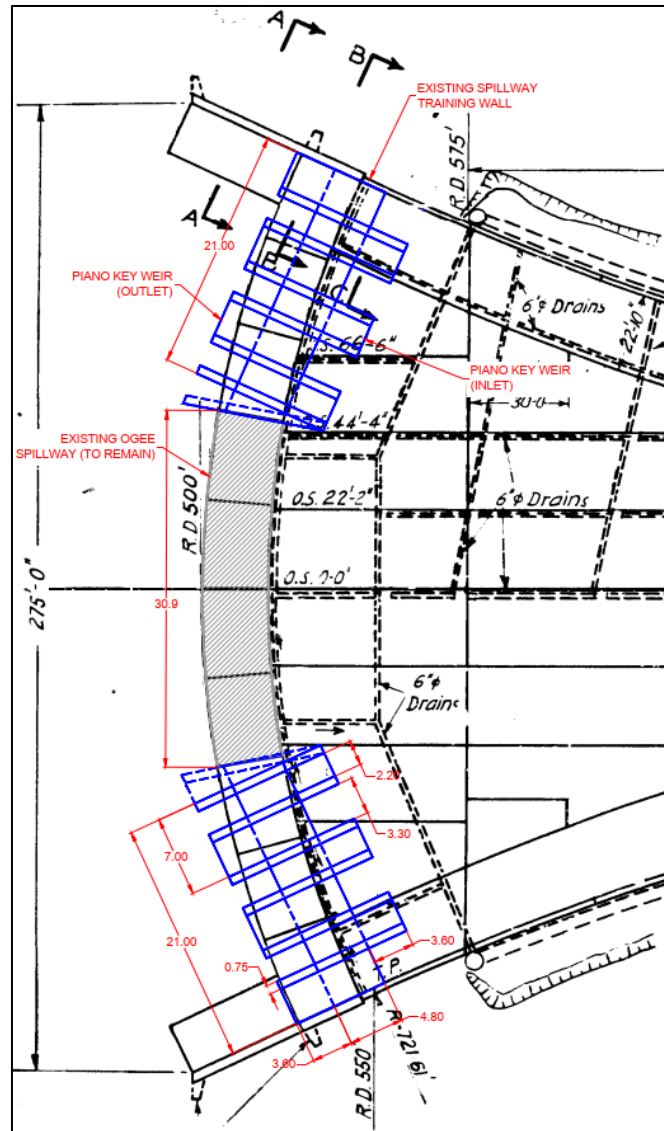 A
B
EXISTING SPILLWAY
TRAINING WALL
R.D. 575'
A
21.00
B
PIANO KEY WEIR
(OUTLET)
C
6"¢ Drains
22'-10"
O.S. 66'-6"
PIANO KEY WEIR
(INLET)
30-0
EXISTING OGEE
SPILLWAY (TO REMAIN)
O.S. 44'-4"
R.D 500'
O.S. 22'-2"
6"¢ Drains
O.S. 0-0'
275'-0"
30.9
6"¢
Drains
2.20
3.30
7.00
21.00
3.60
0.75
T.P.
4.80
3.60
R.D. 550
R-721.61'